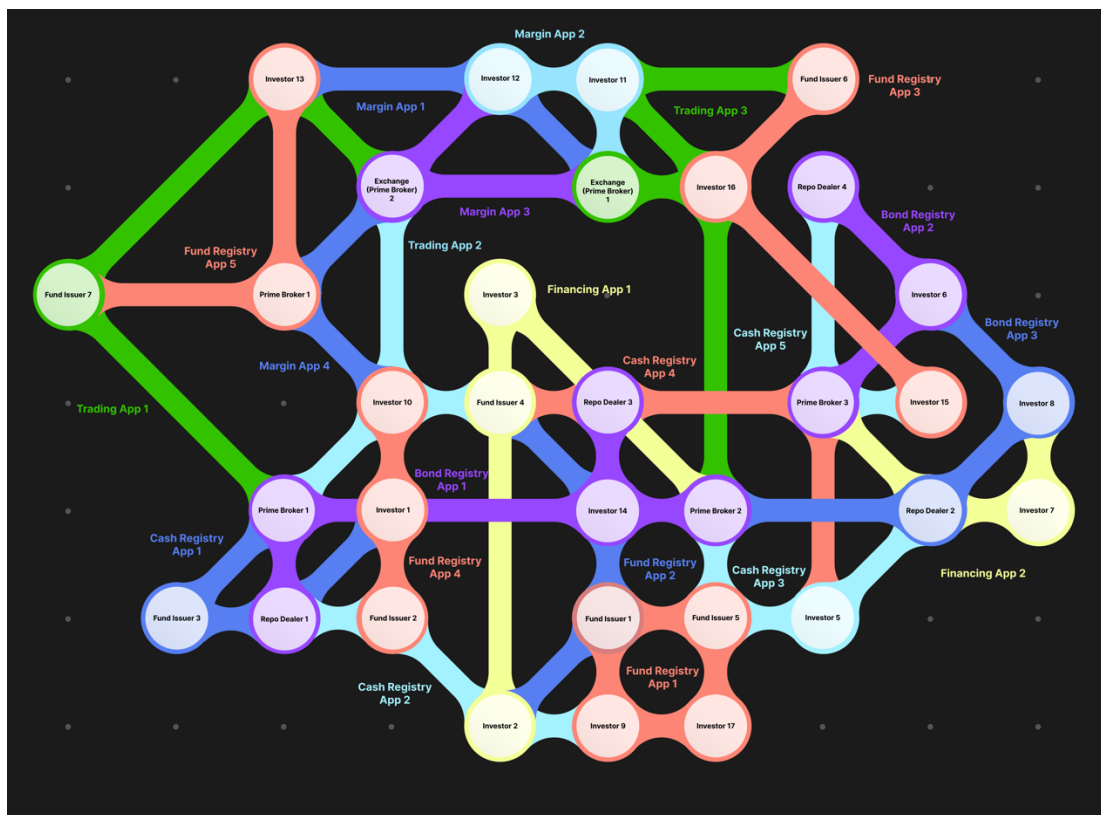 Margin App 2
Investor 13
Investor 12
Investor 11
Fund Issuer 6
Fund Registry
App 3
Margin App 1
Trading App 3
Exchange
(Prime Broker)
2
Exchange
(Prime Broker)
1
Investor 16
Repo Dealer 4
Margin App 3
Bond Registry
App 2
Fund Registry
App 5
Trading App 2
Fund Issuer 7
Prime Broker 1
Investor 3
Financing App 1
Investor 6
Cash Registry
App 5
Bond Registry
App 3
Margin App 4
Cash Registry
App 4
Trading App 1
Investor 10
Fund Issuer 4
Repo Dealer 3
Prime Broker 3
Investor 15
Investor 8
Bond Registry
App 1
Prime Broker 1
Investor 1
Investor 14
Prime Broker 2
Repo Dealer 2
Investor 7
Cash Registry
App 1
Fund Registry
App 4
Fund Registry
App 2
Cash Registry
App 3
Financing App 2
Fund Issuer 3
Repo Dealer 1
Fund Issuer 2
Fund Issuer 1
Fund Issuer 5
Investor 5
Cash Registry
App 2
Fund Registry
App 1
Investor 2
Investor 9
Investor 17